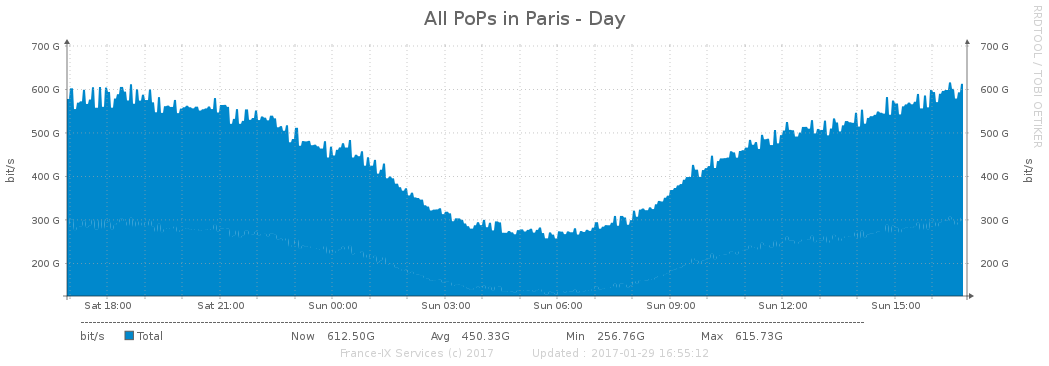 All PoPs in Paris - Day
RRDTOOL / TOBI OETIKER
700 G 700 G
600 G 600 G
500 G 500 G
400 G 400 G
300 G 300 G
200 G 200 G
bit/s bit/s
Sat 18:00 Sat 21:00 Sun 00:00 Sun 03:00 Sun 06:00 Sun 09:00 Sun 12:00 Sun 15:00
bit/s Total Now 612.50G Avg 450.33G Min 256.76G Max 615.73G
France-IX Services (c) 2017 Updated : 2017-01-29 16:55:12